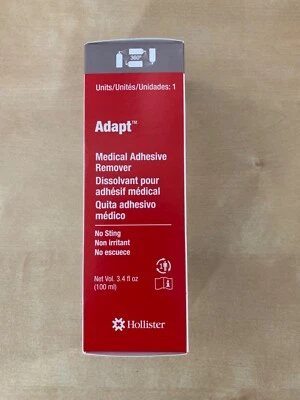 360°
Units/Unités/Unidades: 1
Adapt™
Medical Adhesive
Remover
Dissolvant pour
adhésif médical
Quita adhesivo
médico
No Sting
Non irritant
No escuece
Net Vol. 3.4 fl oz
(100 ml)
Hollister